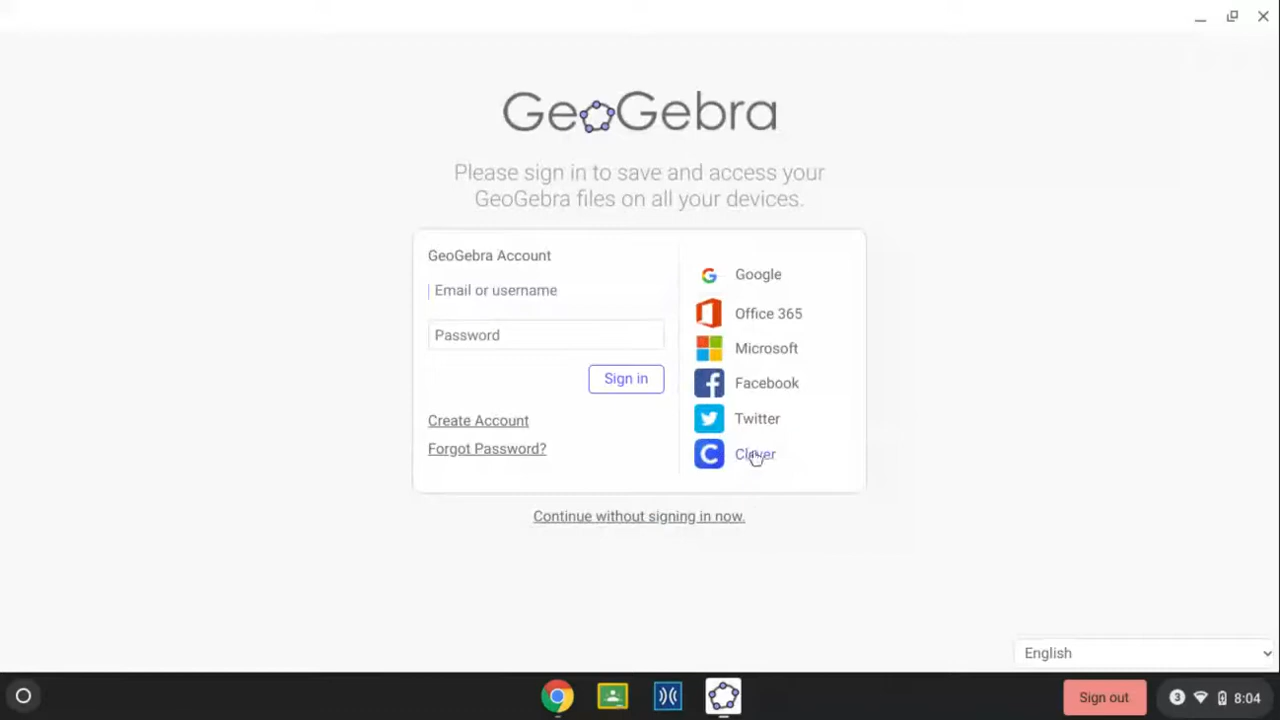 GeoGebra
Please sign in to save and access your
GeoGebra files on all your devices.
GeoGebra Account
Email or username
Password
Sign in
Create Account
Forgot Password?
Google
Office 365
Microsoft
Facebook
Twitter
Clever
Continue without signing in now.
English
Sign out
3
8:04